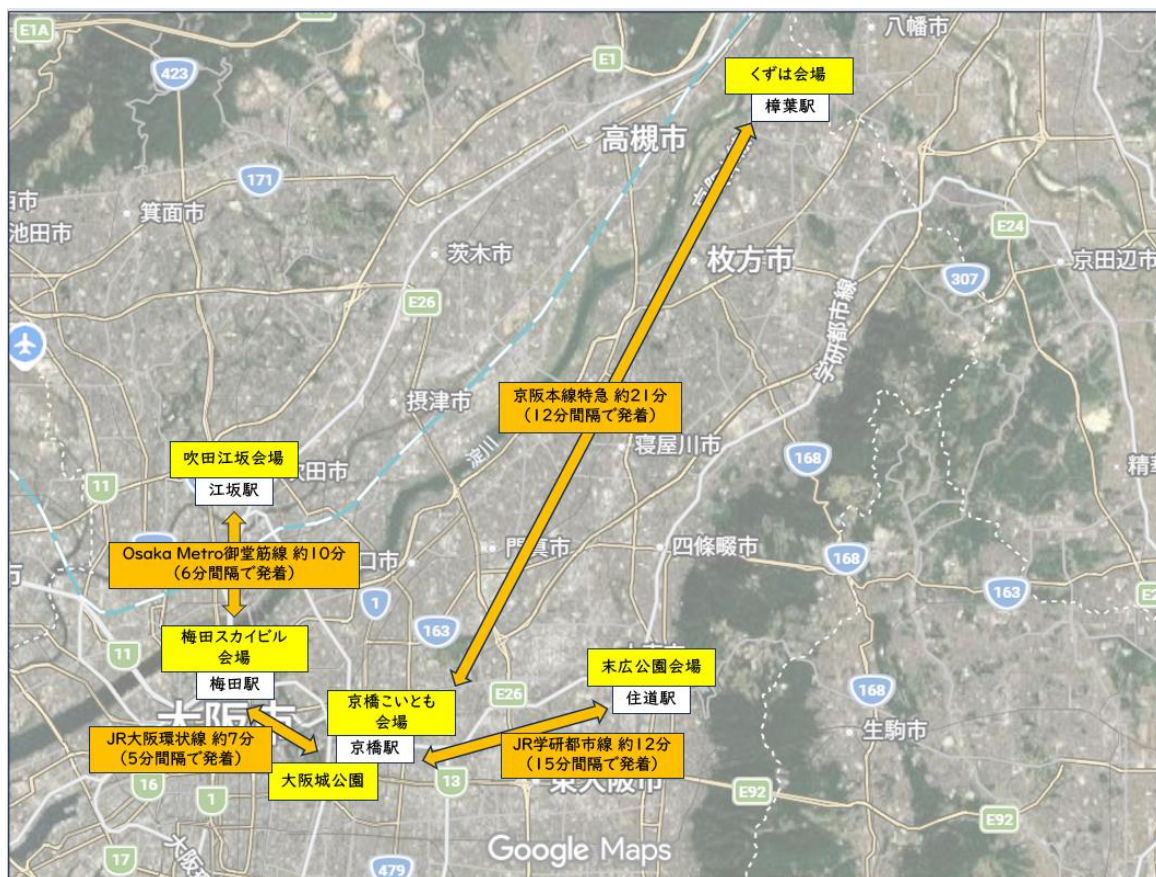 E1A
423
E1
八幡市
くずは会場
樟葉駅
高槻市
171
箕面市
池田市
茨木市
枚方市
E24
京田辺市
307
E26
学研都市線
京阪本線特急 約21分
(12分間隔で発着)
摂津市
淀川
寝屋川市
168
吹田江坂会場
江坂駅
吹田市
11
精華
Osaka Metro御堂筋線 約10分
(6分間隔で発着)
口市
門真市
四條畷市
168
163
1
163
梅田スカイビル
会場
梅田駅
11
末広公園会場
住道駅
E26
168
京橋こいとも
会場
京橋駅
大阪市
生駒市
JR大阪環状線 約7分
(5分間隔で発着)
JR学研都市線 約12分
(15分間隔で発着)
大阪城公園
16
1
13
東大阪市
E92
E92
17
479
Google Maps